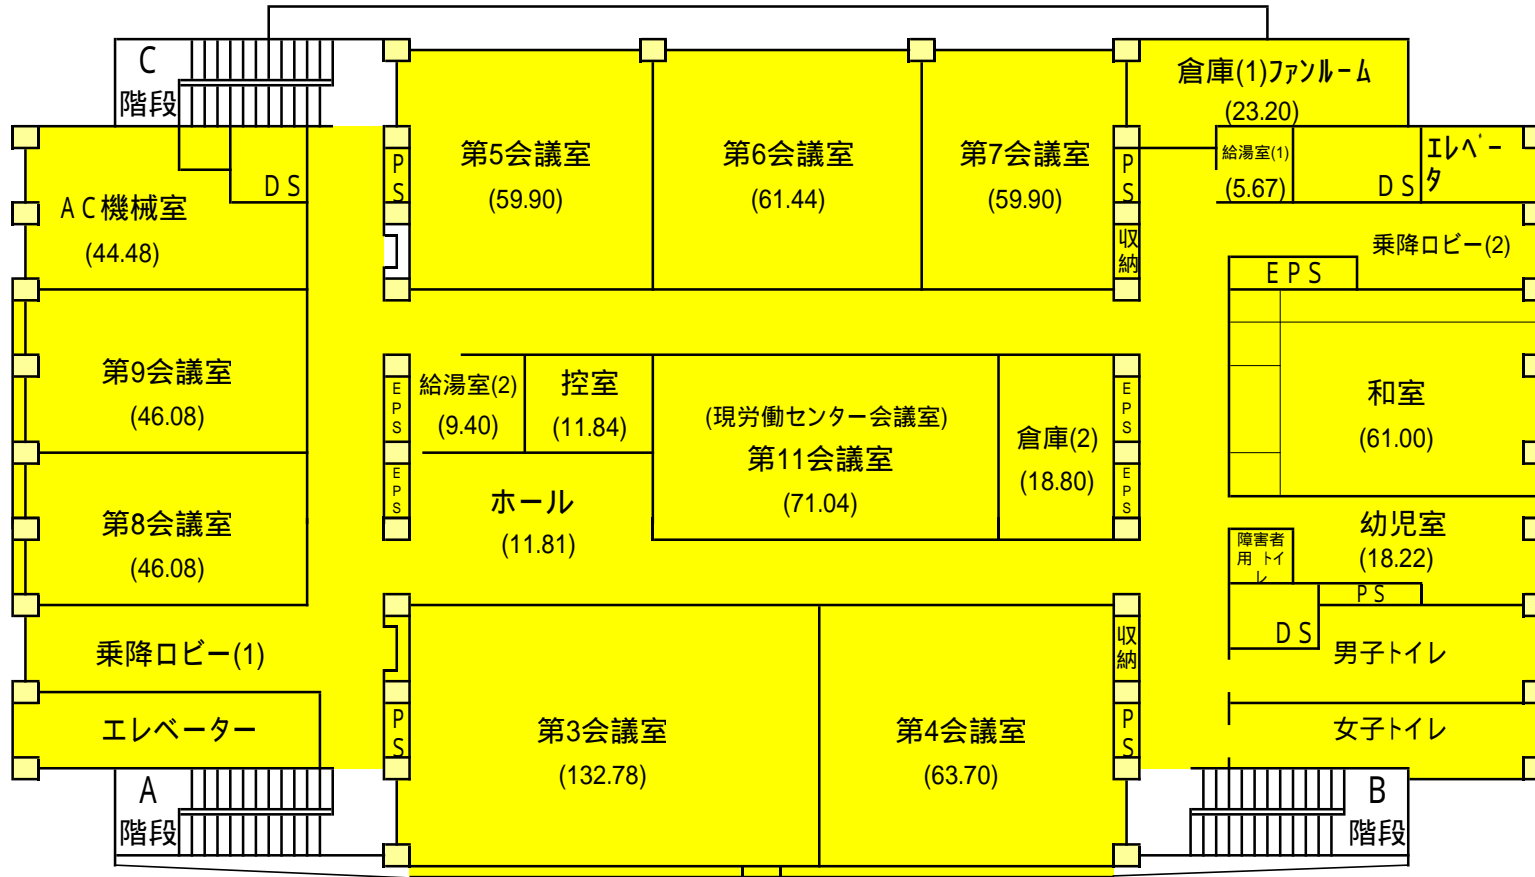 C
階段
倉庫(1)ファンルーム
(23.20)
第5会議室
(59.90)
第6会議室
(61.44)
第7会議室
(59.90)
P
S
P
S
給湯室(1)
(5.67)
DS
エレベー
タ
DS
AC機械室
(44.48)
収
納
乗降ロビー(2)
EPS
第9会議室
(46.08)
E
P
S
給湯室(2)
(9.40)
控室
(11.84)
(現労働センター会議室)
第11会議室
(71.04)
倉庫(2)
(18.80)
E
P
S
和室
(61.00)
第8会議室
(46.08)
E
P
S
ホール
(11.81)
E
P
S
幼児室
(18.22)
障害者
用 トイ
レ
PS
DS
乗降ロビー(1)
収
納
男子トイレ
エレベーター
P
S
第3会議室
(132.78)
第4会議室
(63.70)
P
S
女子トイレ
A
階段
B
階段